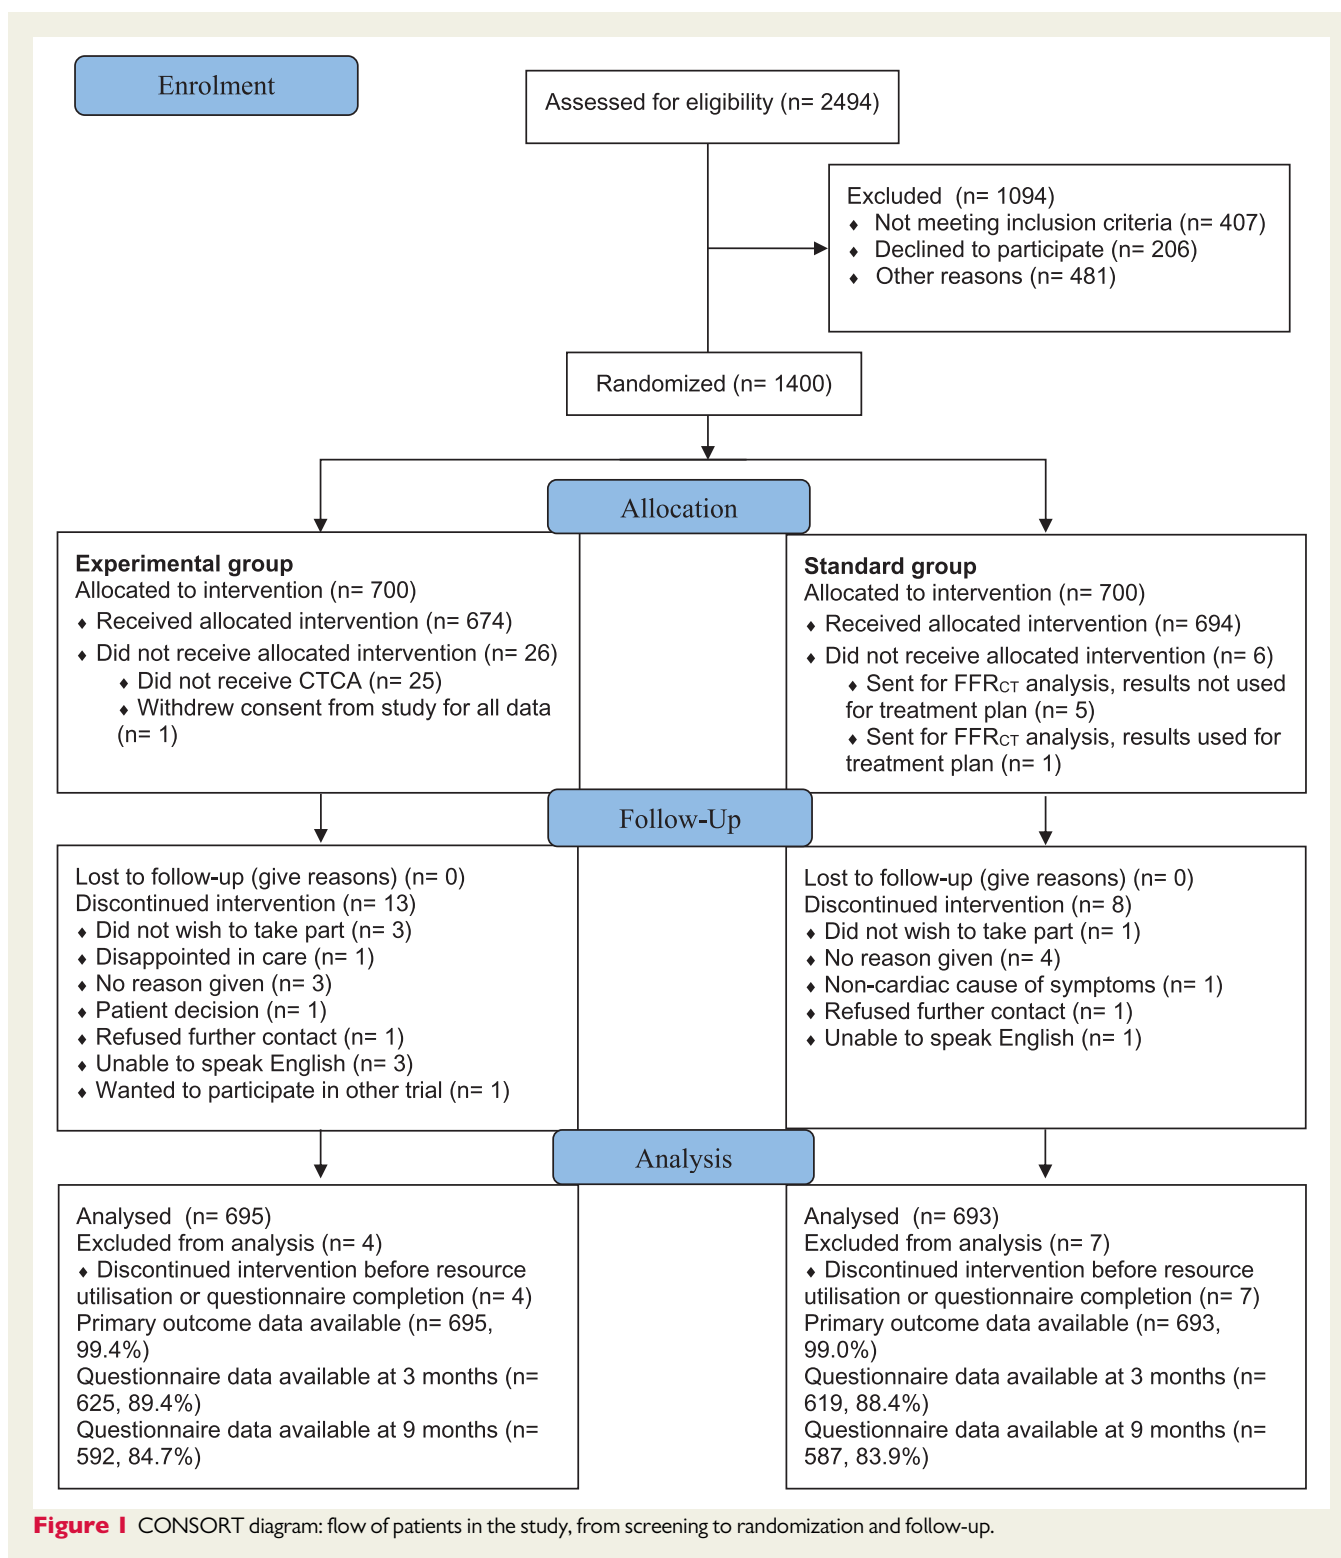 Enrolment
Assessed for eligibility (n= 2494)
Excluded (n= 1094)
♦ Not meeting inclusion criteria (n= 407)
♦ Declined to participate (n= 206)
♦ Other reasons (n= 481)
Randomized (n= 1400)
Allocation
Experimental group
Allocated to intervention (n= 700)
♦ Received allocated intervention (n= 674)
♦ Did not receive allocated intervention (n= 26)
♦ Did not receive CTCA (n= 25)
♦ Withdrew consent from study for all data
(n= 1)
Standard group
Allocated to intervention (n= 700)
♦ Received allocated intervention (n= 694)
♦ Did not receive allocated intervention (n= 6)
♦ Sent for FFRCT analysis, results not used
for treatment plan (n= 5)
♦ Sent for FFRCT analysis, results used for
treatment plan (n= 1)
Follow-Up
Lost to follow-up (give reasons) (n= 0)
Discontinued intervention (n= 13)
♦ Did not wish to take part (n= 3)
♦ Disappointed in care (n= 1)
♦ No reason given (n= 3)
♦ Patient decision (n= 1)
♦ Refused further contact (n= 1)
♦ Unable to speak English (n= 3)
♦ Wanted to participate in other trial (n= 1)
Lost to follow-up (give reasons) (n= 0)
Discontinued intervention (n= 8)
♦ Did not wish to take part (n= 1)
♦ No reason given (n= 4)
♦ Non-cardiac cause of symptoms (n= 1)
♦ Refused further contact (n= 1)
♦ Unable to speak English (n= 1)
Analysis
Analysed (n= 695)
Excluded from analysis (n= 4)
♦ Discontinued intervention before resource
utilisation or questionnaire completion (n= 4)
Primary outcome data available (n= 695,
99.4%)
Questionnaire data available at 3 months (n=
625, 89.4%)
Questionnaire data available at 9 months (n=
592, 84.7%)
Analysed (n= 693)
Excluded from analysis (n= 7)
♦ Discontinued intervention before resource
utilisation or questionnaire completion (n= 7)
Primary outcome data available (n= 693,
99.0%)
Questionnaire data available at 3 months (n=
619, 88.4%)
Questionnaire data available at 9 months (n=
587, 83.9%)
Figure 1 CONSORT diagram: flow of patients in the study, from screening to randomization and follow-up.